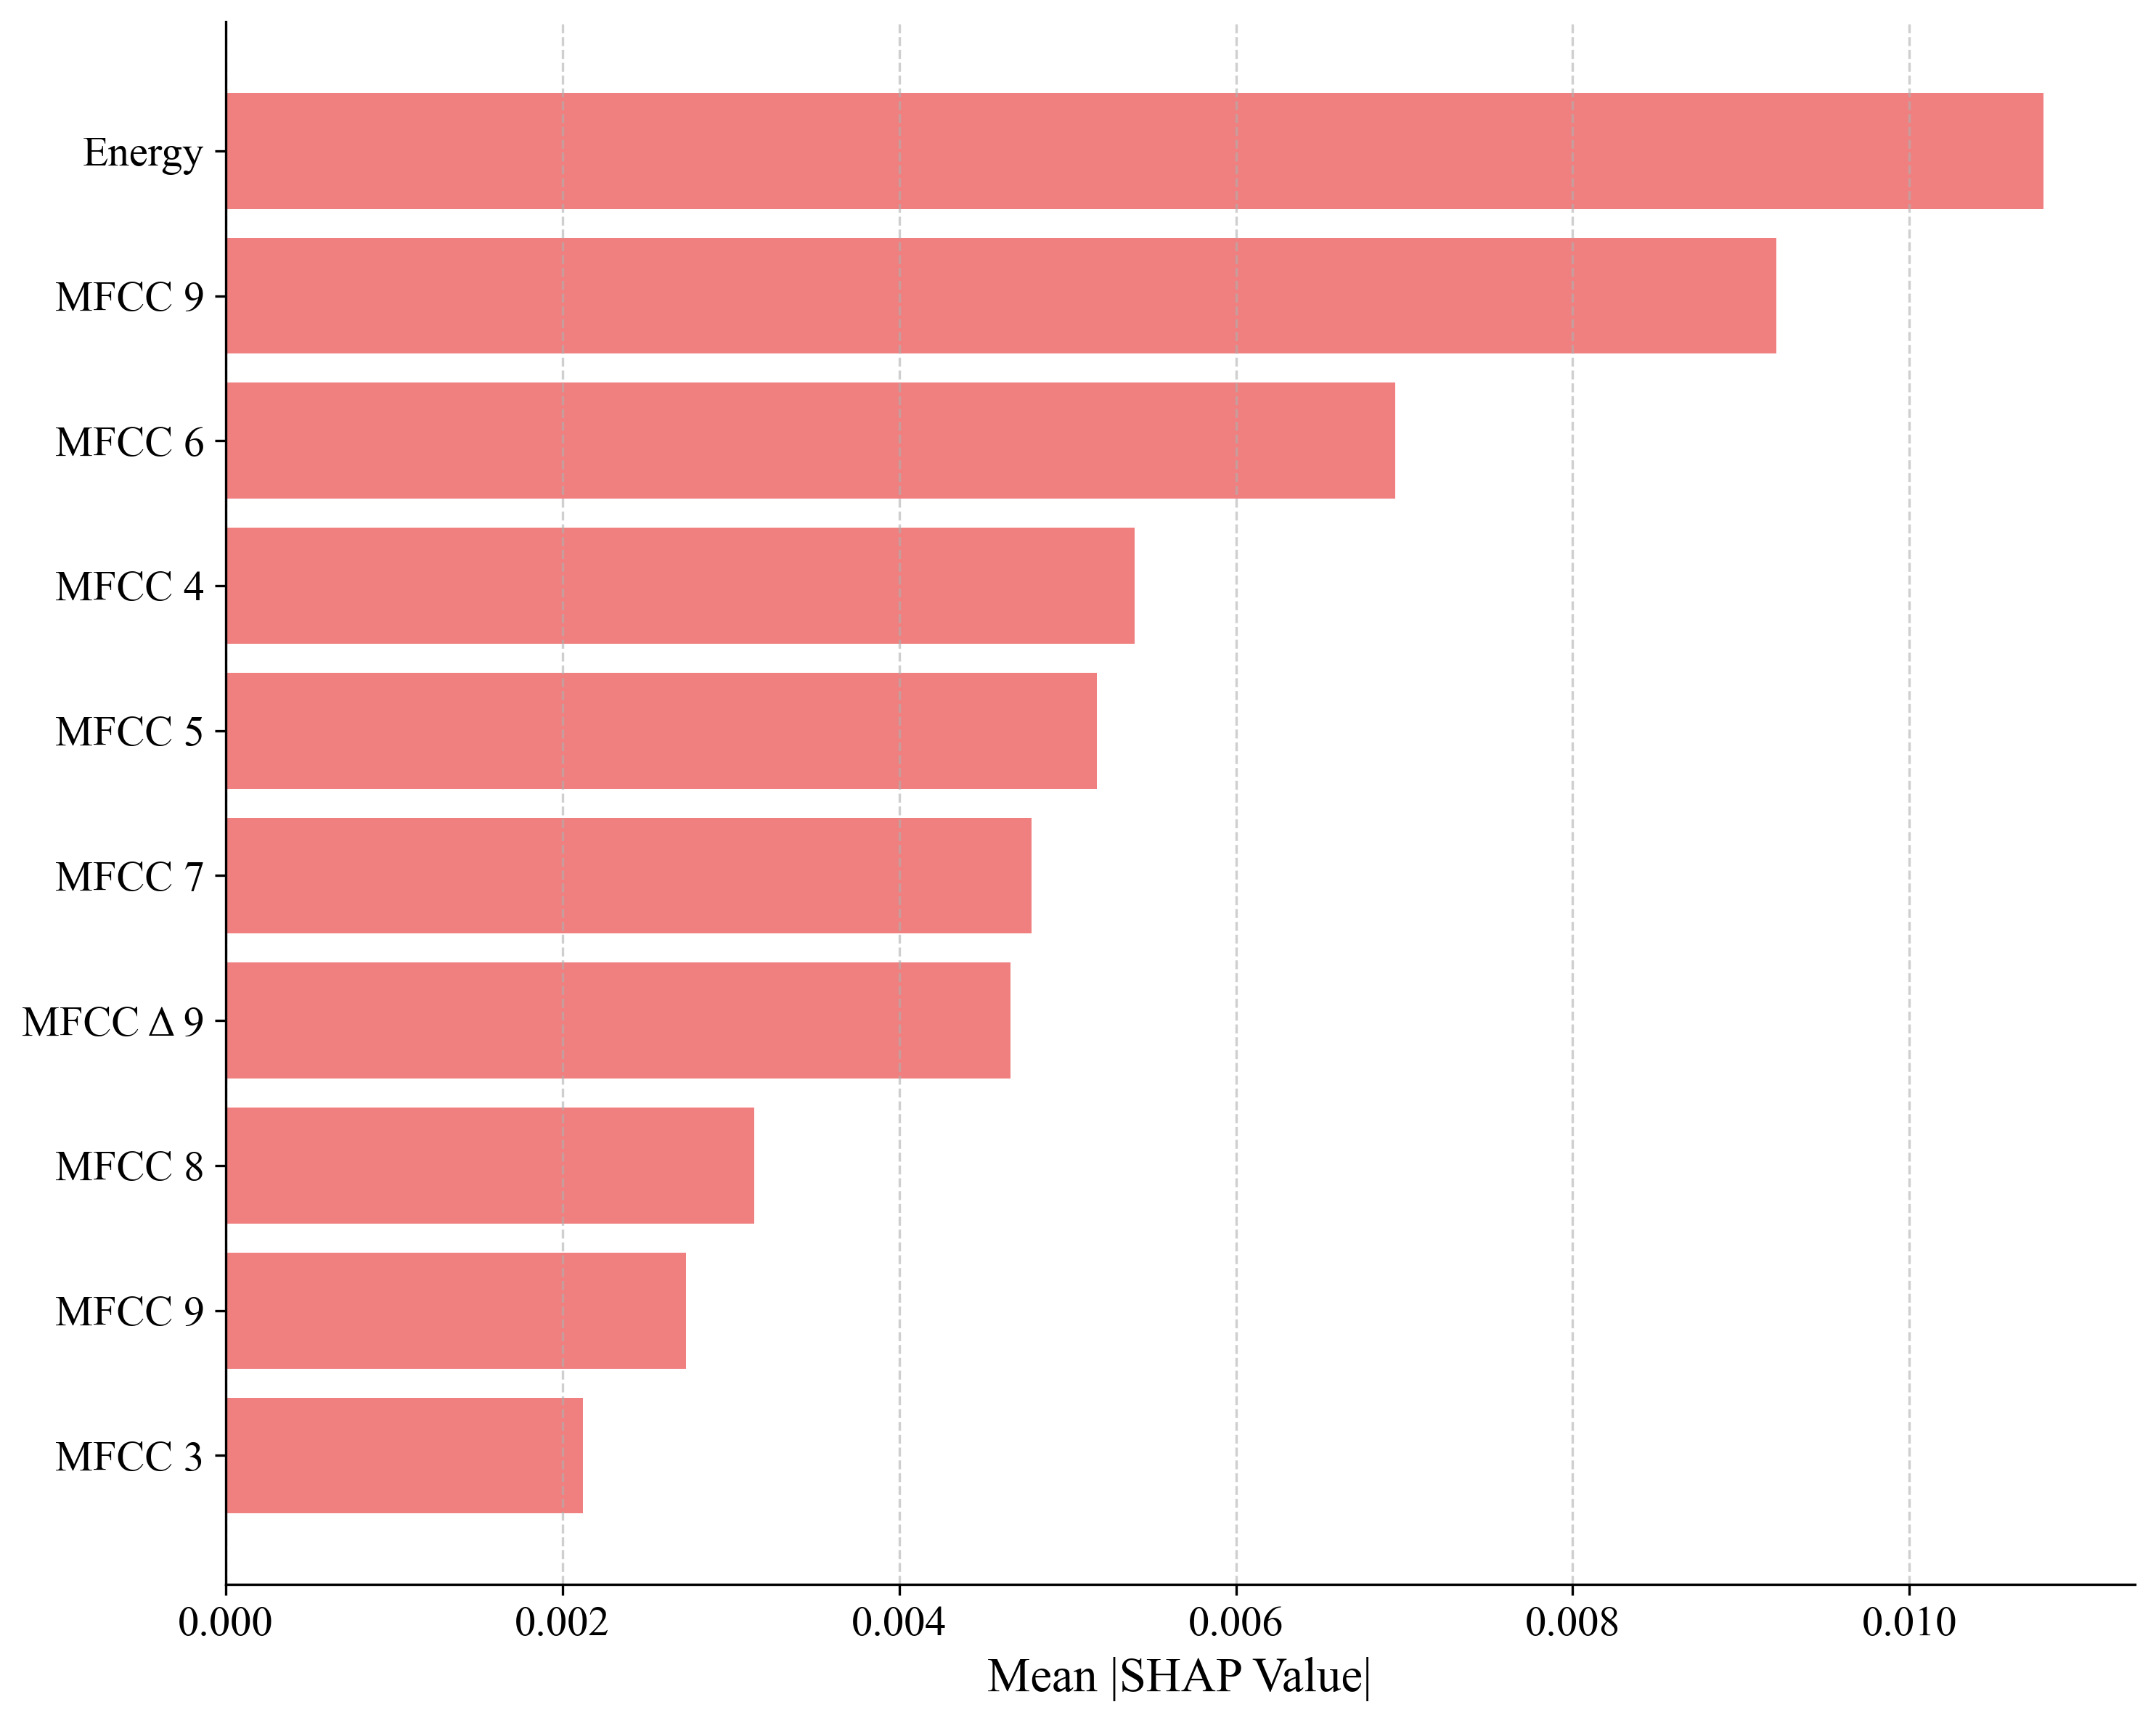 Energy
MFCC 9
MFCC 6
MFCC 4
MFCC 5
MFCC 7
MFCC Δ 9
MFCC 8
MFCC 9
MFCC 3
0.000 0.002 0.004 0.006 0.008 0.010
Mean |SHAP Value|